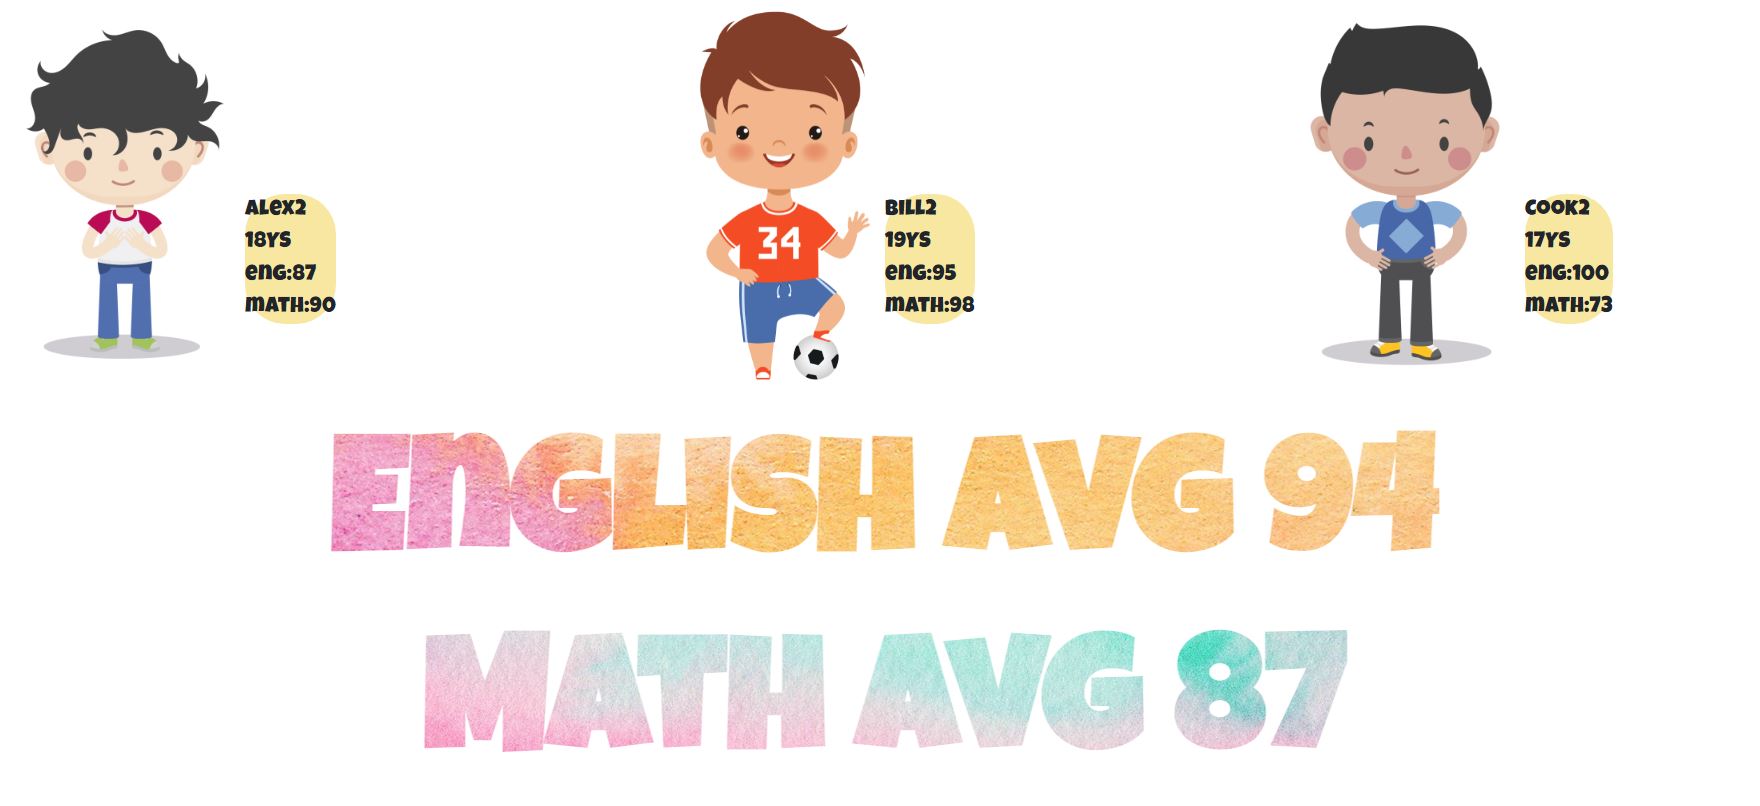 ALEX2
18YS
ENG:87
MATH:90
34
BILL2
19YS
ENG:95
MATH:98
COOK2
17YS
ENG:100
MATH:73
ENGLISH AVG 94
MATH AVG 87